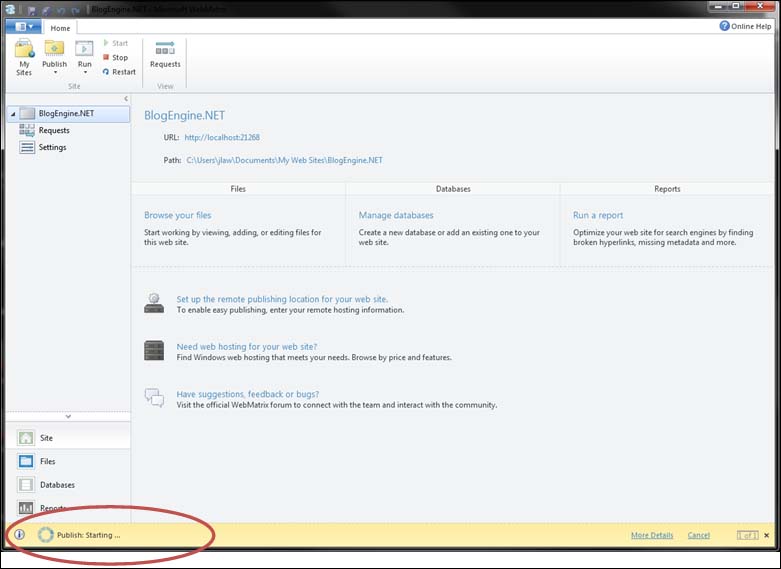 BlogEngine.NET - Microsoft WebMatrix
Home
Online Help
My Sites
Publish
Run
Start
Stop
Restart
Requests
Site
View
BlogEngine.NET
Requests
Settings
BlogEngine.NET
URL: http://localhost:21268
Path: C:\Users\jlaw\Documents\My Web Sites\BlogEngine.NET
Files
Databases
Reports
Browse your files
Start working by viewing, adding, or editing files for
this web site.
Manage databases
Create a new database or add an existing one to your
web site.
Run a report
Optimize your web site for search engines by finding
broken hyperlinks, missing metadata and more.
Set up the remote publishing location for your web site.
To enable easy publishing, enter your remote hosting information.
Need web hosting for your web site?
Find Windows web hosting that meets your needs. Browse by price and features.
Have suggestions, feedback or bugs?
Visit the official WebMatrix forum to connect with the team and interact with the community.
Site
Files
Databases
Reports
Publish: Starting ...
More Details
Cancel
1 of 1